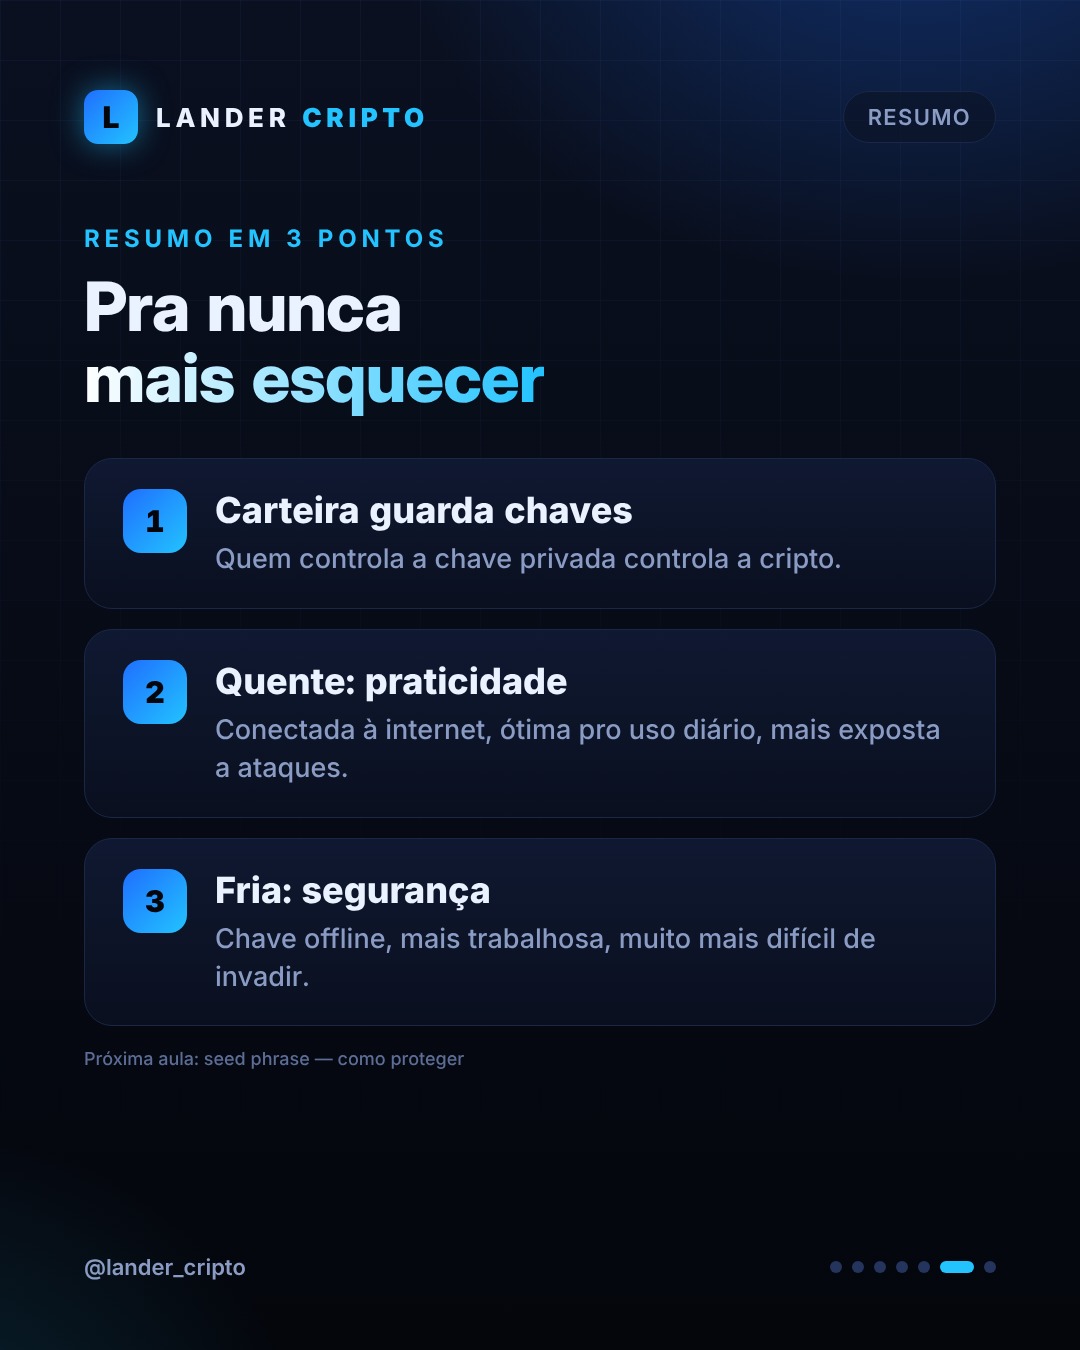 L LANDER CRIPTO
RESUMO
RESUMO EM 3 PONTOS
Pra nunca
mais esquecer
1 Carteira guarda chaves
Quem controla a chave privada controla a cripto.
2 Quente: praticidade
Conectada à internet, ótima pro uso diário, mais exposta
a ataques.
3 Fria: segurança
Chave offline, mais trabalhosa, muito mais difícil de
invadir.
Próxima aula: seed phrase — como proteger
@lander_cripto